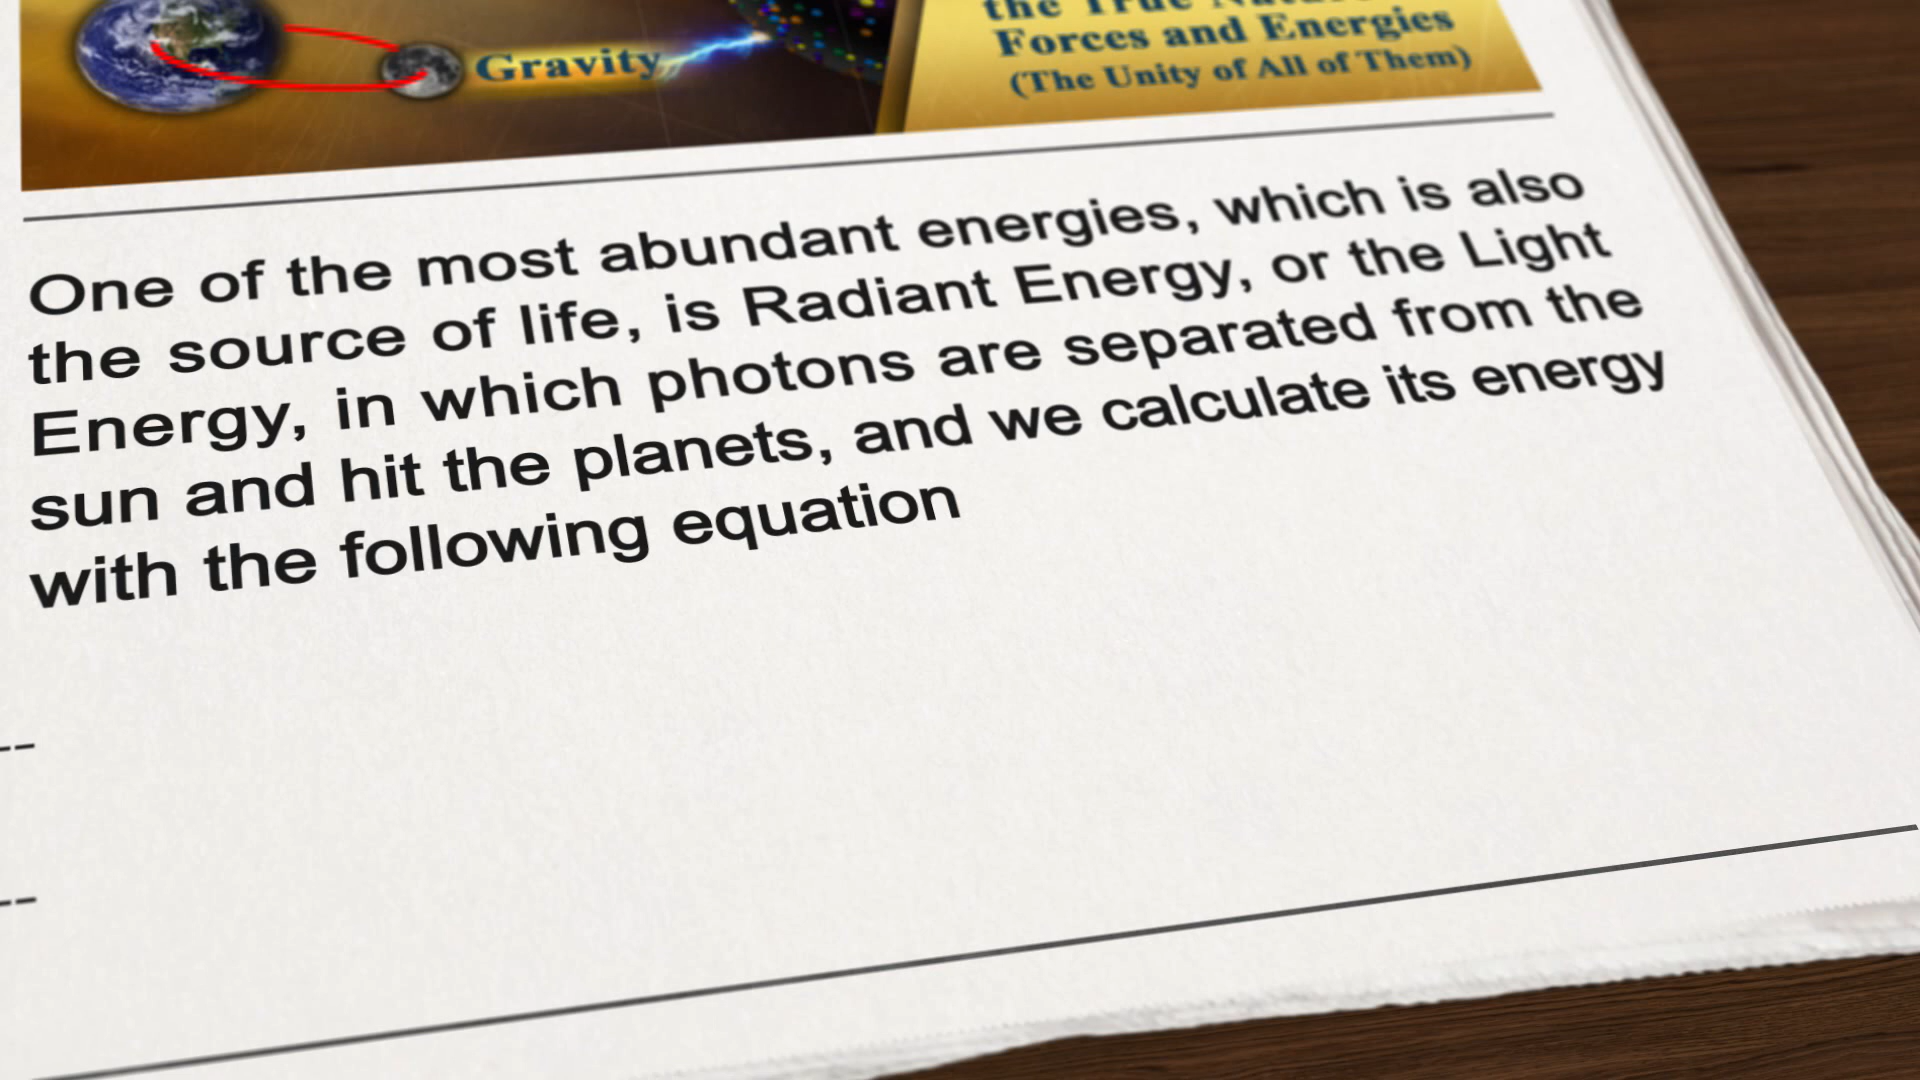 Gravity
the True
Forces and Energies
(The Unity of All of Them)
One of the most abundant energies, which is also
the source of life, is Radiant Energy, or the Light
Energy, in which photons are separated from the
sun and hit the planets, and we calculate its energy
with the following equation
--
--